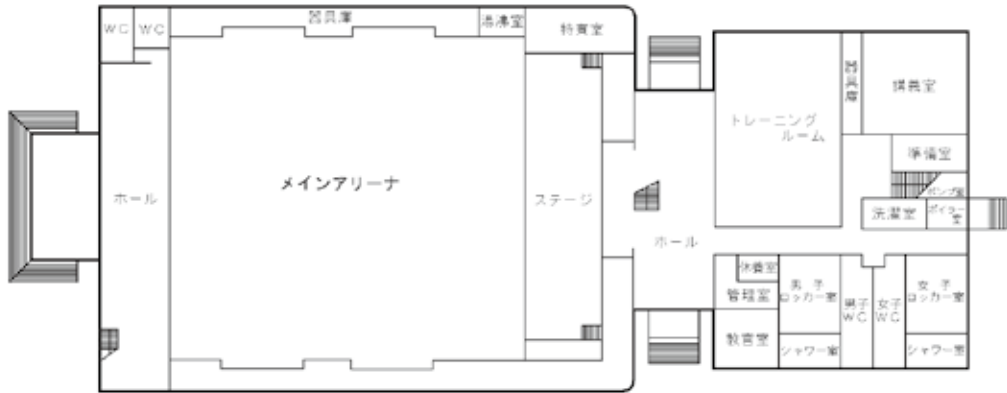 WC
WC
器具庫
湯沸室
特賓室
ホール
メインアリーナ
ステージ
ホール
トレーニング
ルーム
器具庫
講義室
準備室
ポンプ室
洗濯室
ボイラー
室
休養室
管理室
教官室
男子
ロッカー室
シャワー室
男子
WC
女子
WC
女子
ロッカー室
シャワー室